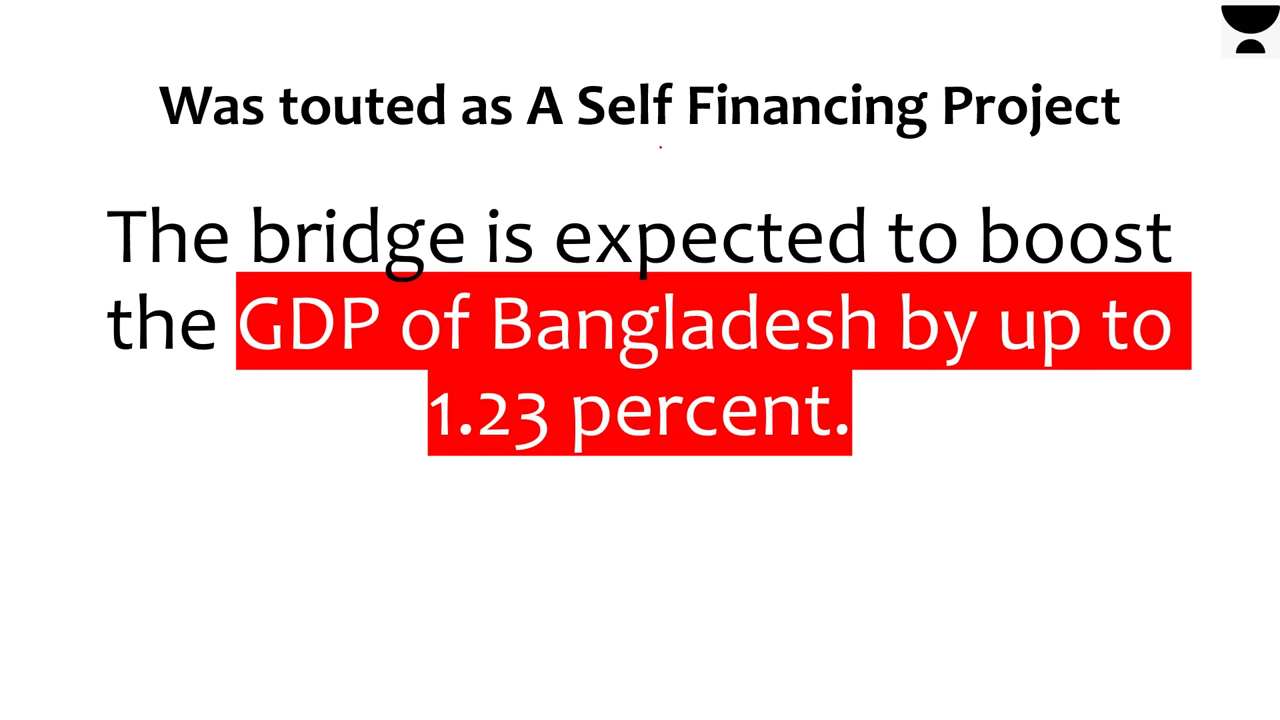 Was touted as A Self Financing Project
The bridge is expected to boost
the GDP of Bangladesh by up to
1.23 percent.